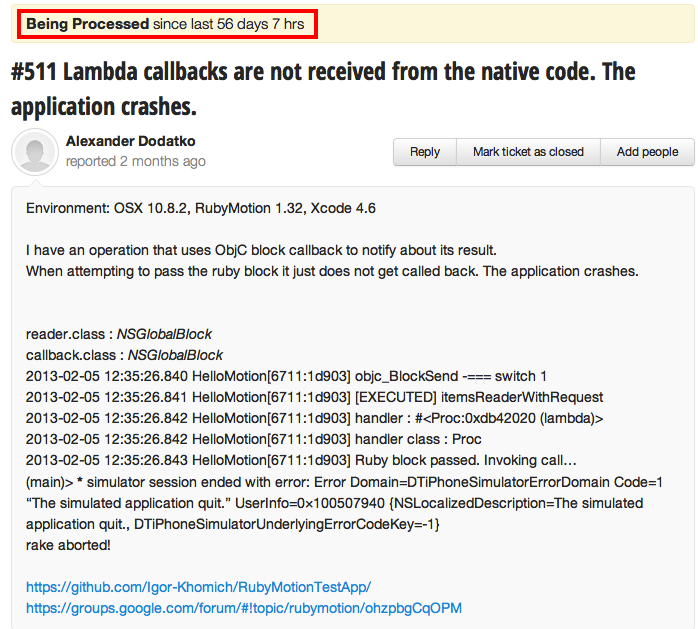 Being Processed since last 56 days 7 hrs
#511 Lambda callbacks are not received from the native code. The
application crashes.
Alexander Dodatko
reported 2 months ago
Reply
Mark ticket as closed
Add people
Environment: OSX 10.8.2, RubyMotion 1.32, Xcode 4.6
I have an operation that uses ObjC block callback to notify about its result.
When attempting to pass the ruby block it just does not get called back. The application crashes.
reader.class : NSGlobalBlock
callback.class : NSGlobalBlock
2013-02-05 12:35:26.840 HelloMotion[6711:1d903] objc_BlockSend -=== switch 1
2013-02-05 12:35:26.841 HelloMotion[6711:1d903] [EXECUTED] itemsReaderWithRequest
2013-02-05 12:35:26.842 HelloMotion[6711:1d903] handler : #<Proc:0xdb42020 (lambda)>
2013-02-05 12:35:26.842 HelloMotion[6711:1d903] handler class : Proc
2013-02-05 12:35:26.843 HelloMotion[6711:1d903] Ruby block passed. Invoking call…
(main)> * simulator session ended with error: Error Domain=DTiPhoneSimulatorErrorDomain Code=1
“The simulated application quit.” UserInfo=0×100507940 {NSLocalizedDescription=The simulated
application quit., DTiPhoneSimulatorUnderlyingErrorCodeKey=-1}
rake aborted!
https://github.com/Igor-Khomich/RubyMotionTestApp/
https://groups.google.com/forum/#!topic/rubymotion/ohzpbgCqOPM